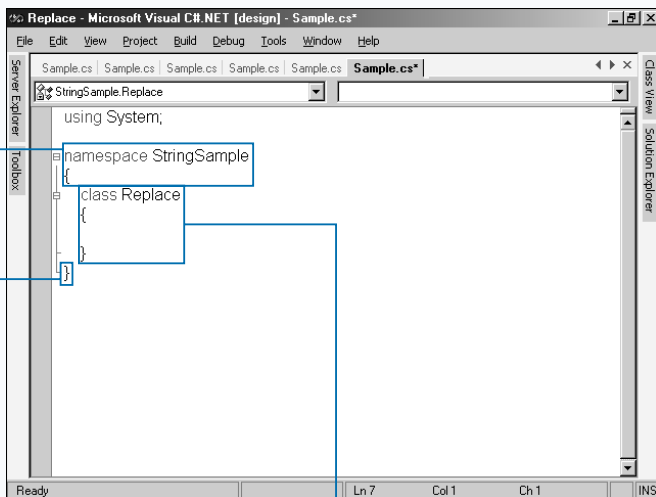 Replace - Microsoft Visual C#.NET [design] - Sample.cs*
File Edit View Project Build Debug Tools Window Help
Sample.cs Sample.cs Sample.cs Sample.cs Sample.cs Sample.cs*
StringSample.Replace
Server Explorer
Toolbox
Class View
Solution Explorer
using System;
namespace StringSample
{
class Replace
{
}
}
Ready Ln 7 Col 1 Ch 1 INS